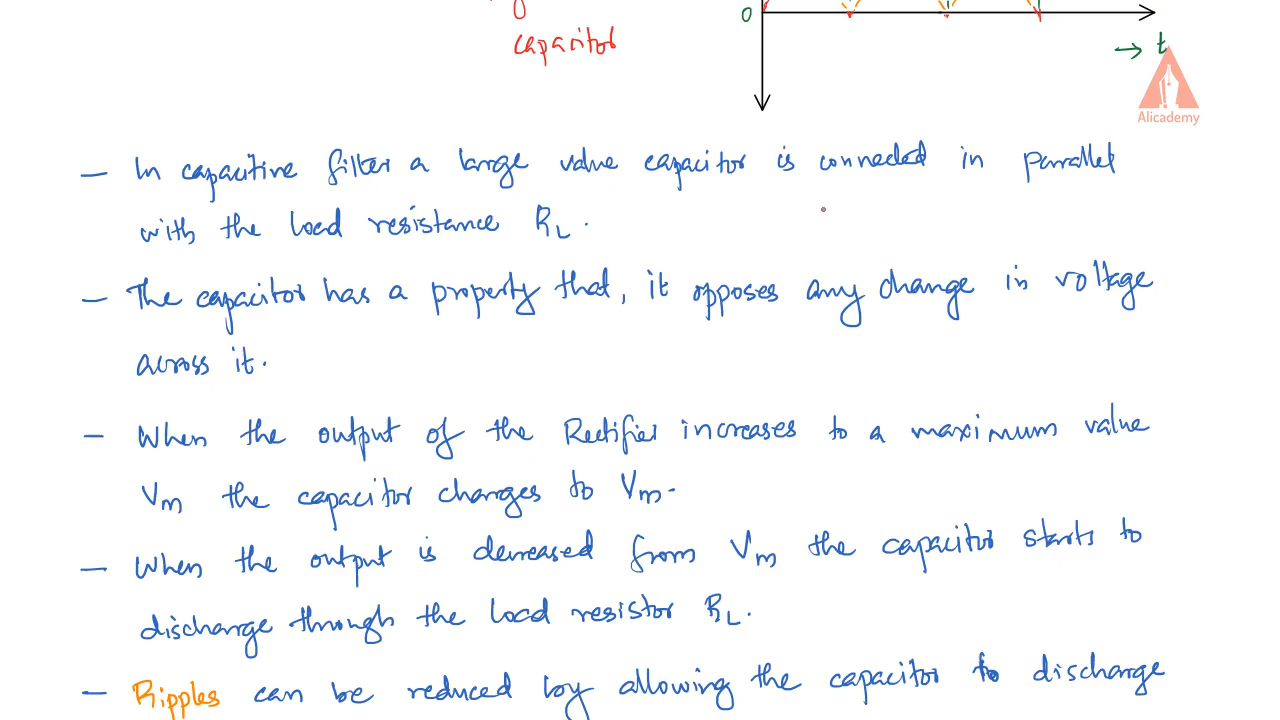 capacitor
0
→ t
Alicademy
— In capacitive filter a large value capacitor is connected in parallel
with the load resistance RL.
— The capacitor has a property that, it opposes any change in voltage
across it.
— When the output of the Rectifier increases to a maximum value
Vm the capacitor changes to Vm.
— When the output is decreased from Vm the capacitor starts to
discharge through the load resistor RL.
— Ripples can be reduced by allowing the capacitor to discharge